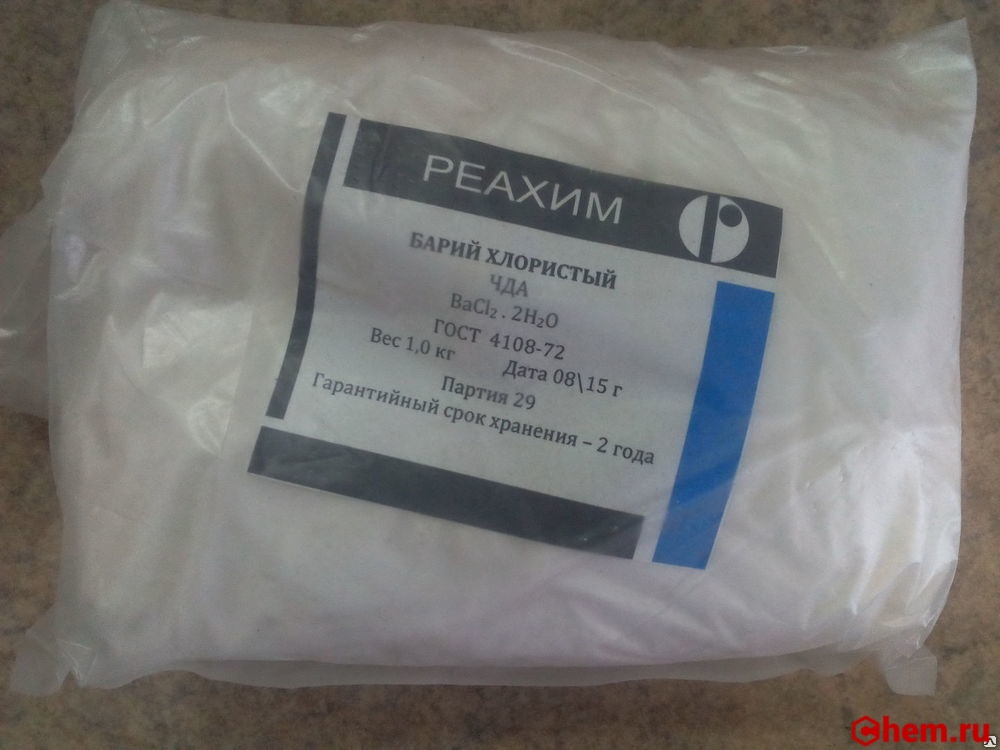 РЕАХИМ
БАРИЙ ХЛОРИСТЫЙ
ЧДА
BaCl₂ . 2H₂O
ГОСТ 4108-72
Вес 1,0 кг Дата 08\15 г
Партия 29
Гарантийный срок хранения – 2 года
Chem.ru